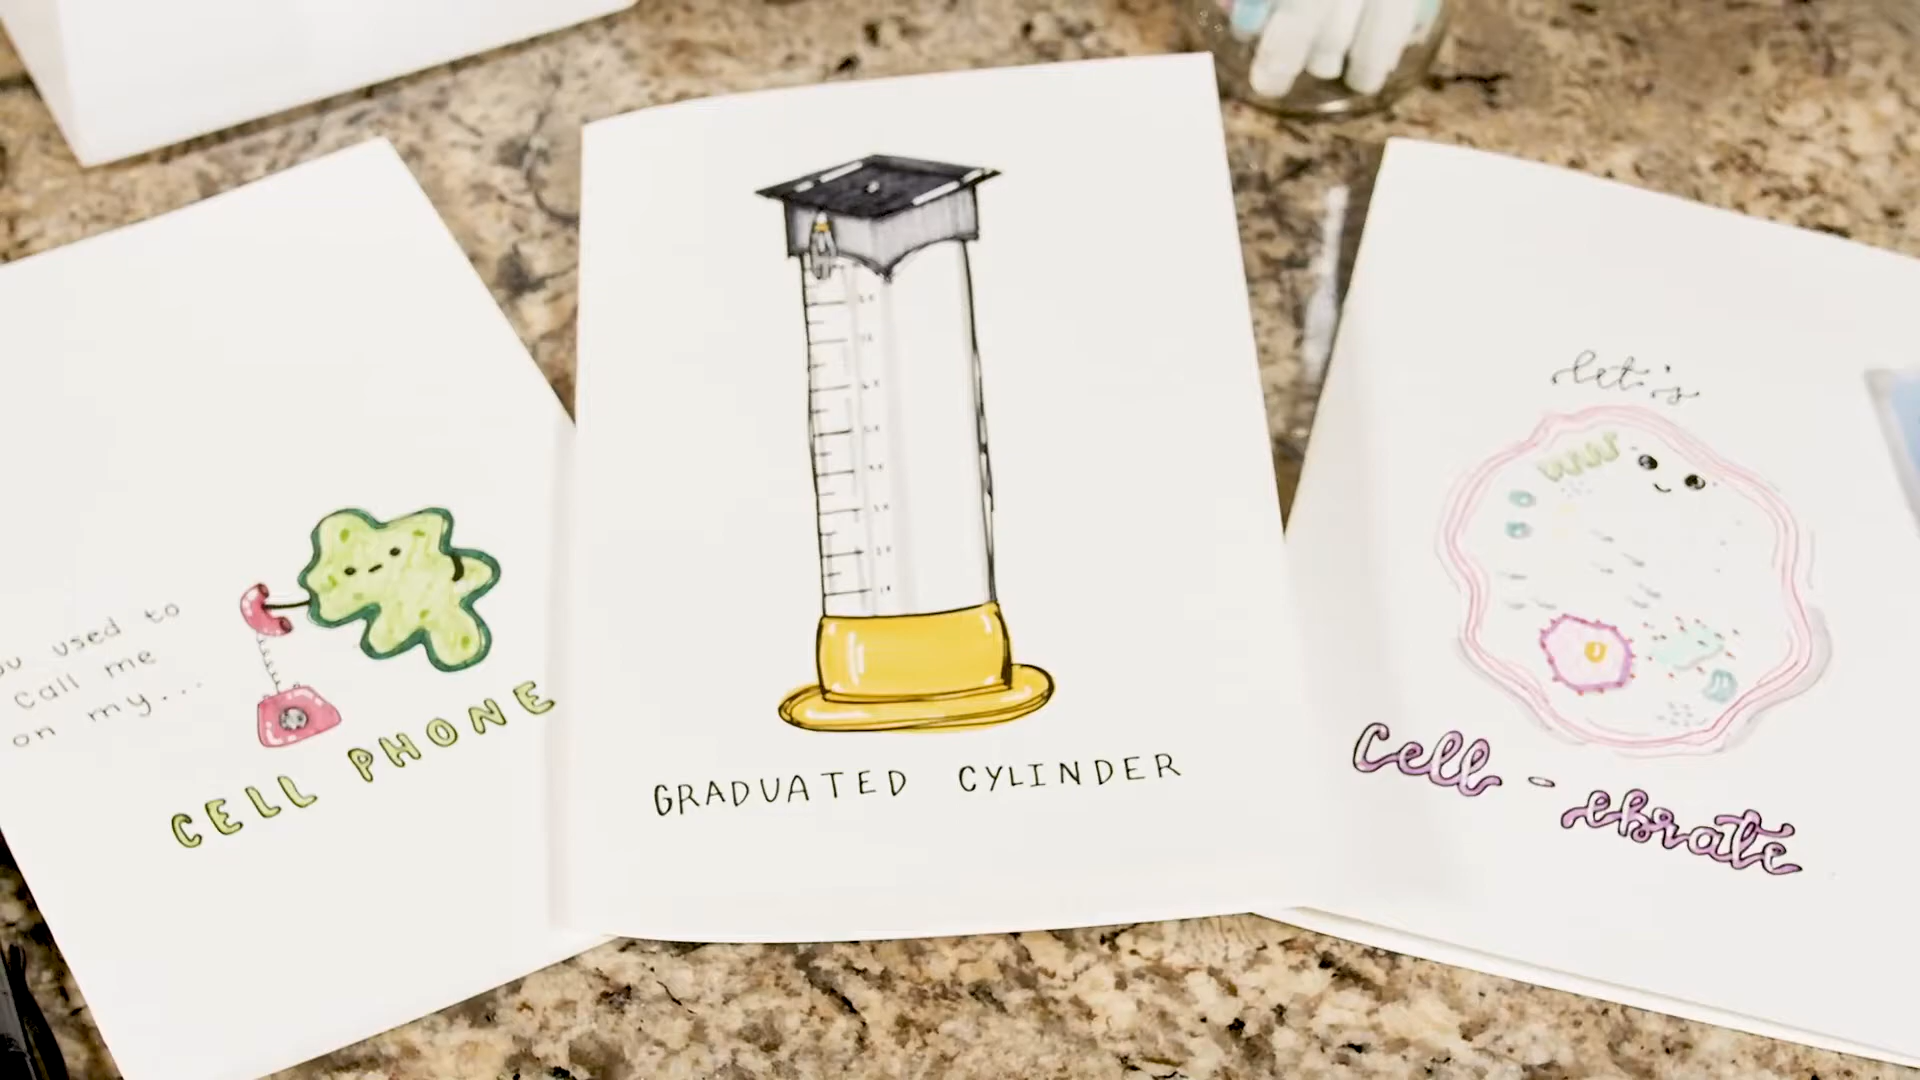 used to
call me
on my...
CELL PHONE
GRADUATED CYLINDER
let's
Cell-ebrate